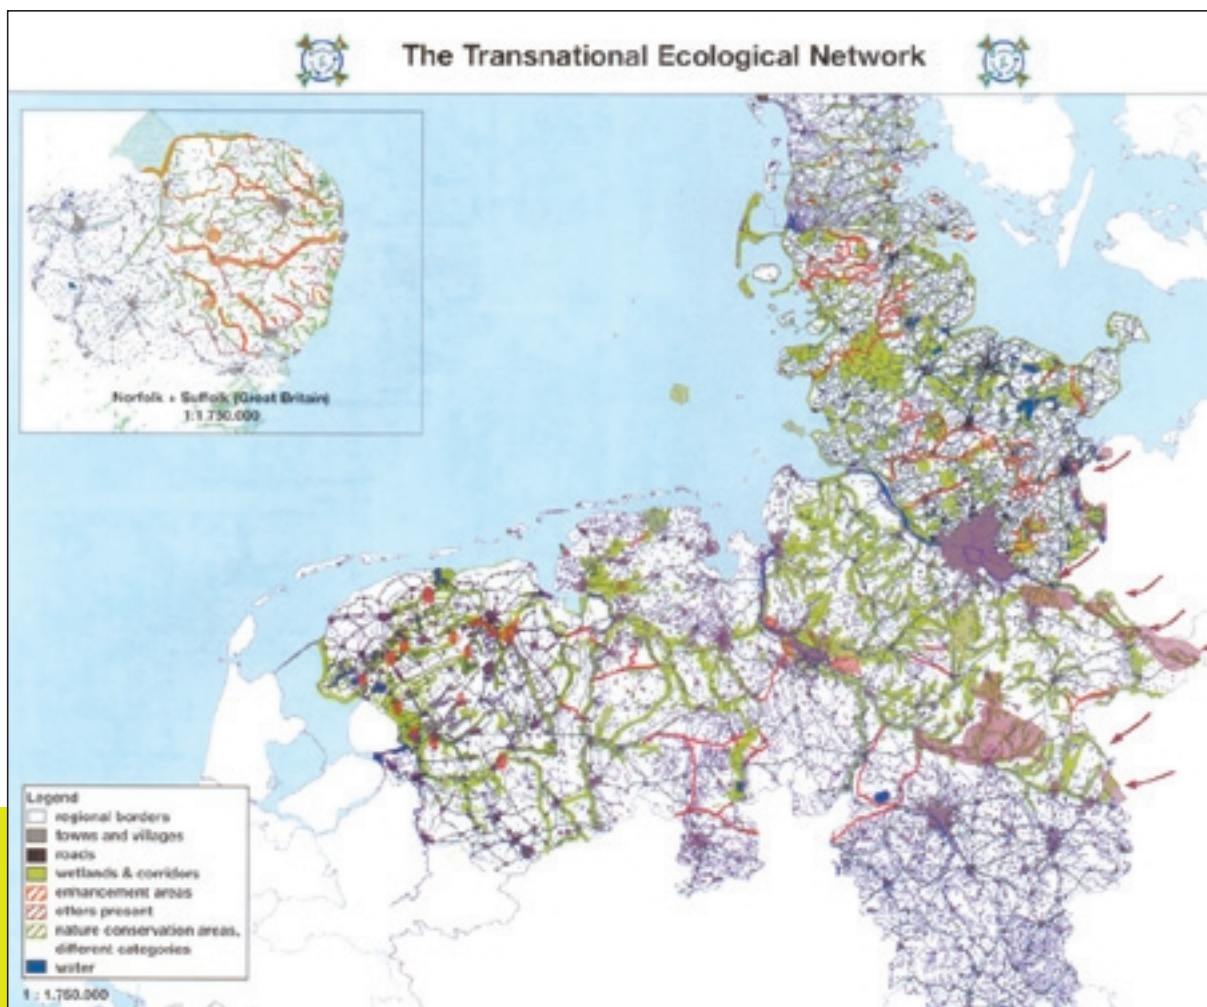 The Transnational Ecological Network
Norfolk + Suffolk (Great Britain)
1:1.750.000
Legend
regional borders
towns and villages
roads
wetlands & corridors
enhancement areas
otters present
nature conservation areas,
different categories
water
1 : 1.750.000